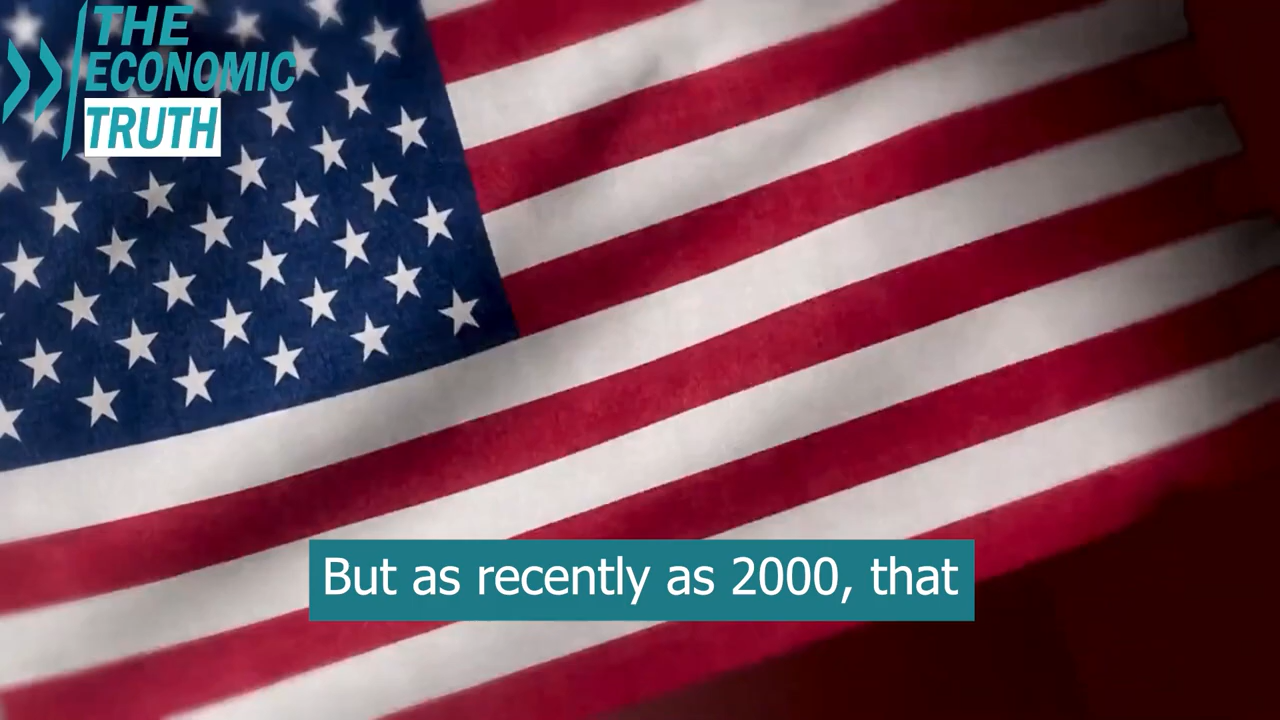 THE
ECONOMIC
TRUTH
But as recently as 2000, that